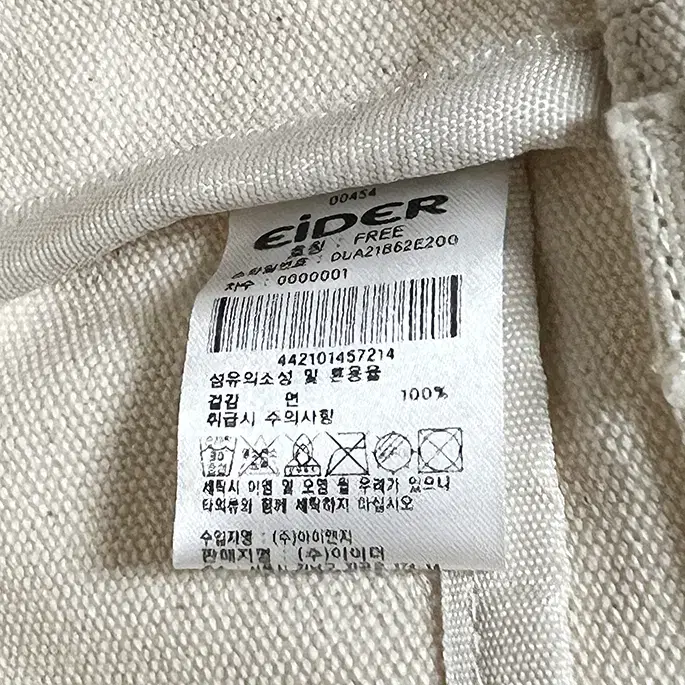 00454
EiDER
호칭 : FREE
스타일번호 : DUA21B62E200
차수 : 0000001
442101457214
섬유의조성 및 혼용율
겉감 면 100%
취급시 주의사항
30
세탁시 이염 및 오염 될 우려가 있으니
타의류와 함께 세탁하지 마십시오
수입자명 : (주)아이앤지
판매자명 : (주)아이더